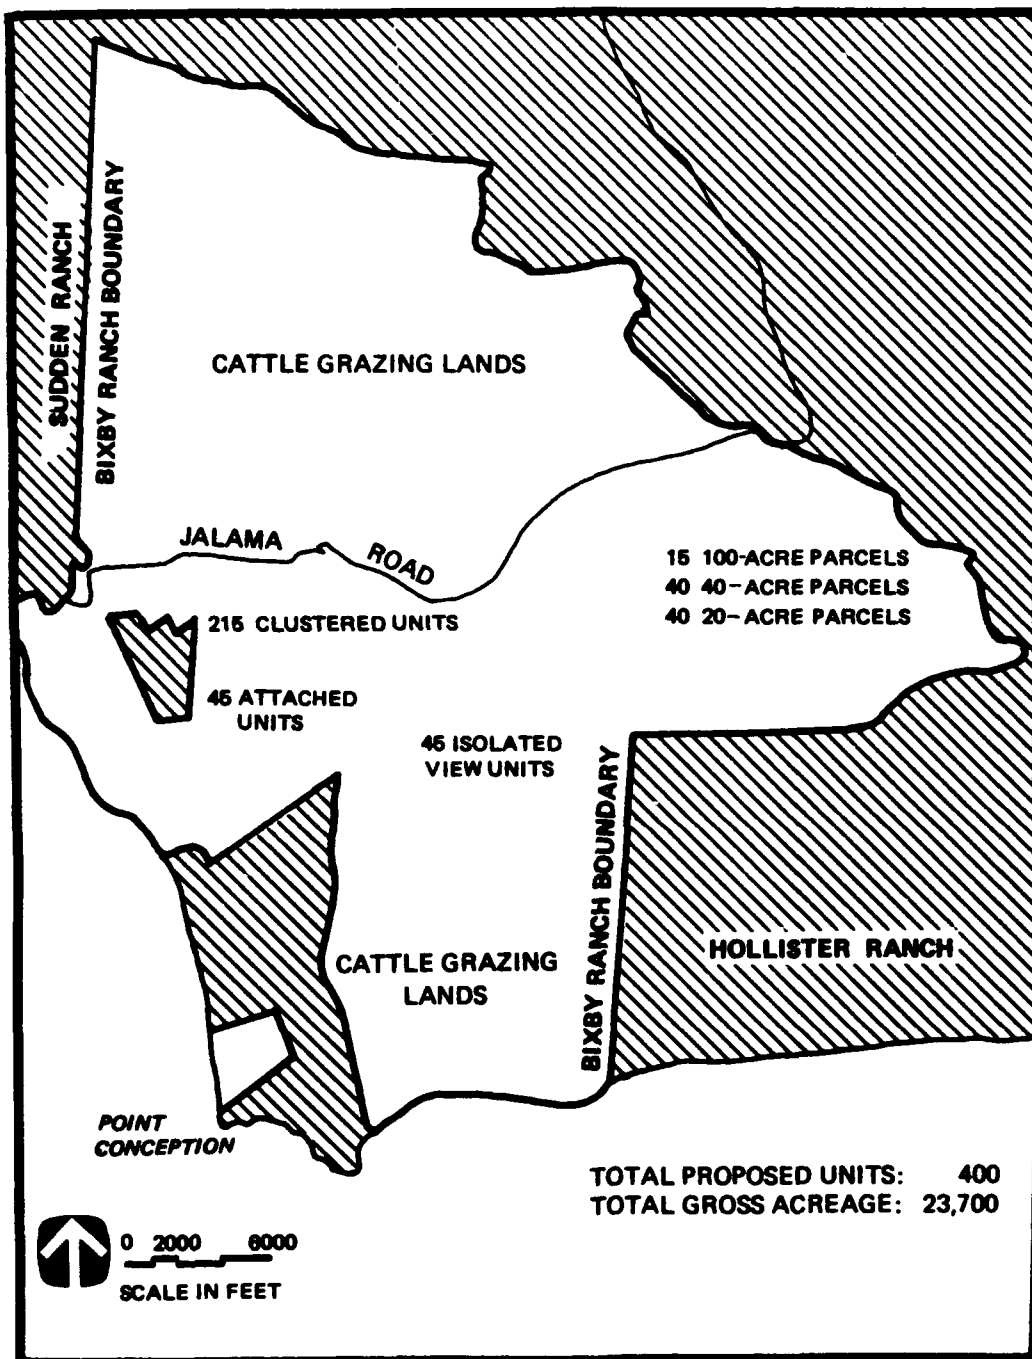 SUDDEN RANCH
BIXBY RANCH BOUNDARY
CATTLE GRAZING LANDS
JALAMA ROAD
15 100-ACRE PARCELS
40 40-ACRE PARCELS
40 20-ACRE PARCELS
215 CLUSTERED UNITS
45 ATTACHED
UNITS
45 ISOLATED
VIEW UNITS
BIXBY RANCH BOUNDARY
HOLLISTER RANCH
CATTLE GRAZING
LANDS
POINT
CONCEPTION
TOTAL PROPOSED UNITS: 400
TOTAL GROSS ACREAGE: 23,700
0 2000 6000
SCALE IN FEET